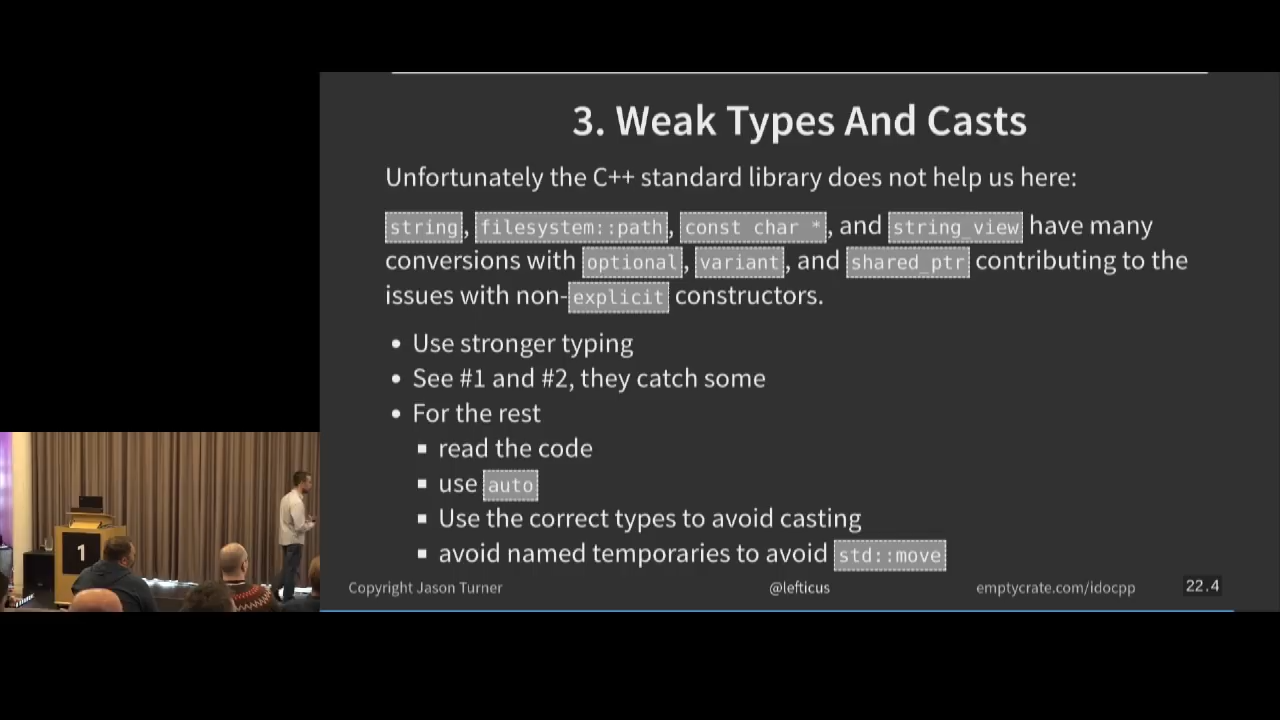 3. Weak Types And Casts
Unfortunately the C++ standard library does not help us here:
string, filesystem::path, const char *, and string_view have many
conversions with optional, variant, and shared_ptr contributing to the
issues with non-explicit constructors.
• Use stronger typing
• See #1 and #2, they catch some
• For the rest
▪ read the code
▪ use auto
▪ Use the correct types to avoid casting
▪ avoid named temporaries to avoid std::move
1
Copyright Jason Turner
@lefticus
emptycrate.com/idocpp
22.4